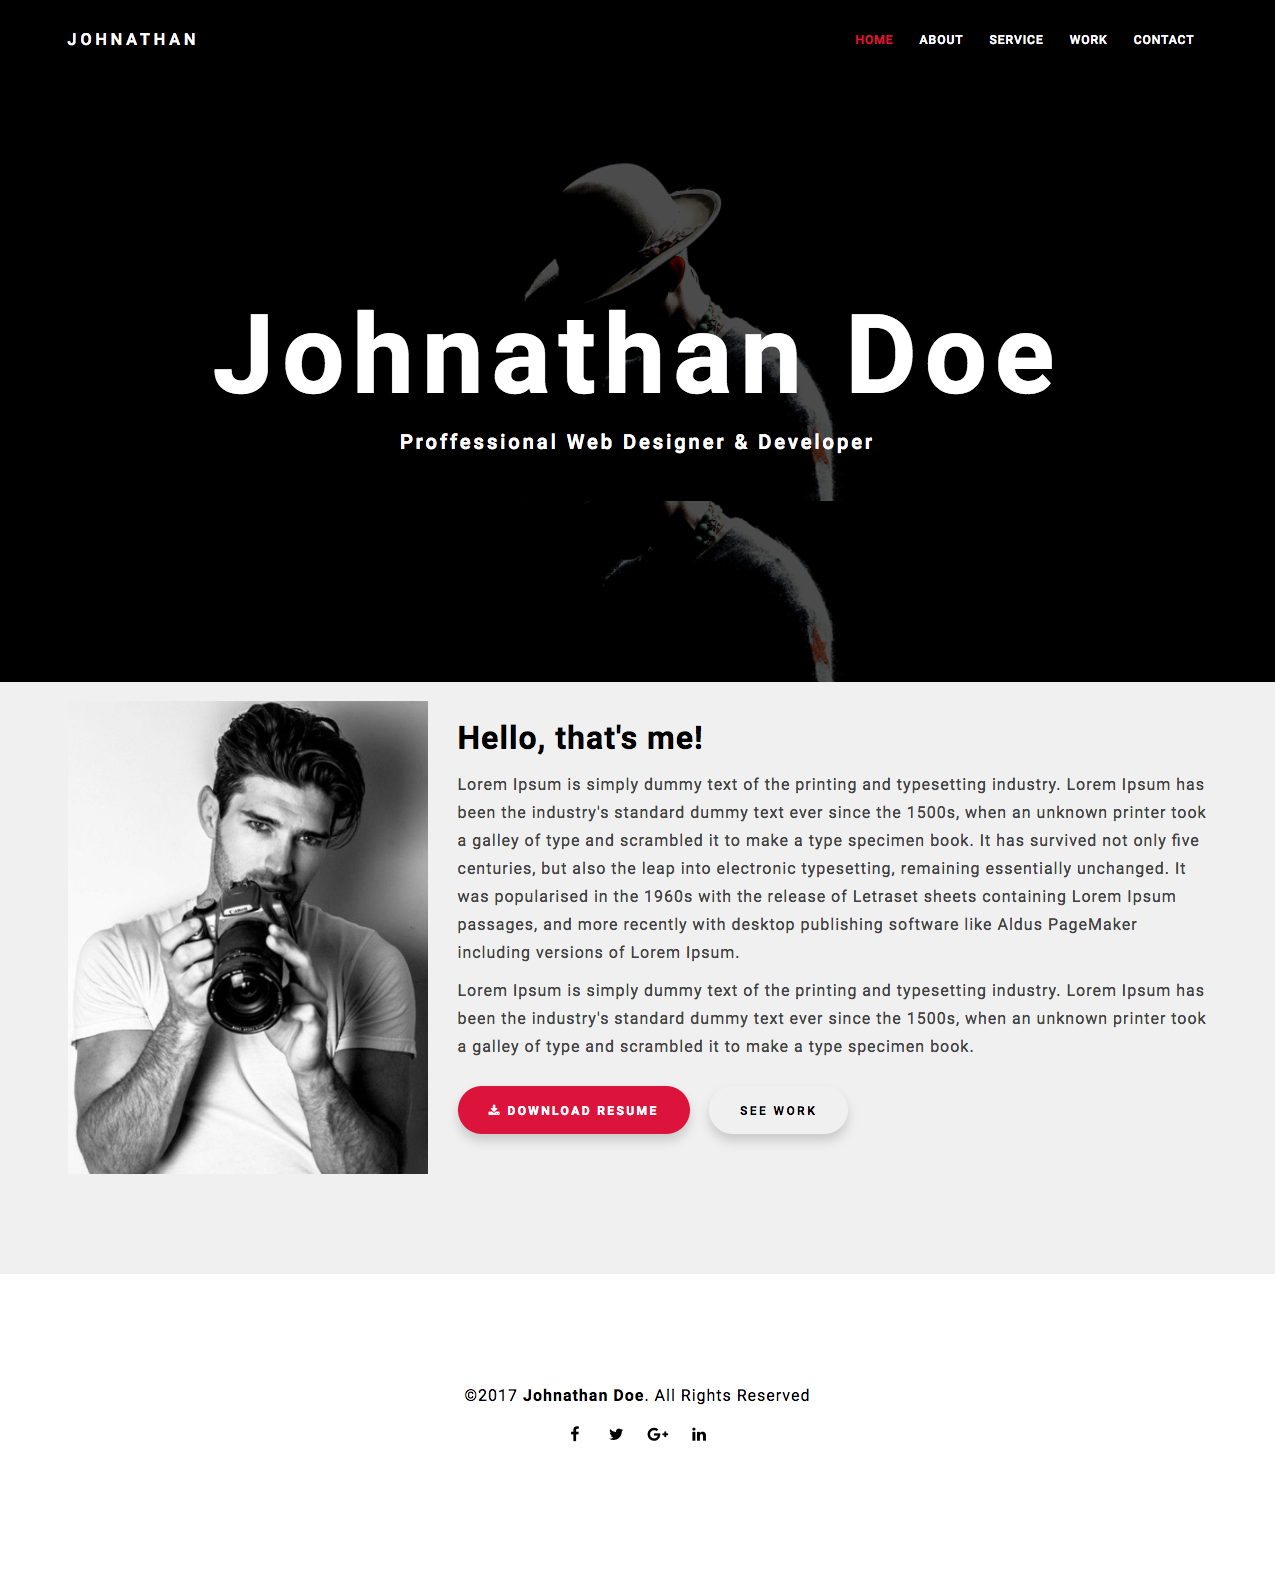 JOHNATHAN
HOME ABOUT SERVICE WORK CONTACT
Johnathan Doe
Proffessional Web Designer & Developer
Hello, that's me!
Lorem Ipsum is simply dummy text of the printing and typesetting industry. Lorem Ipsum has
been the industry's standard dummy text ever since the 1500s, when an unknown printer took
a galley of type and scrambled it to make a type specimen book. It has survived not only five
centuries, but also the leap into electronic typesetting, remaining essentially unchanged. It
was popularised in the 1960s with the release of Letraset sheets containing Lorem Ipsum
passages, and more recently with desktop publishing software like Aldus PageMaker
including versions of Lorem Ipsum.
Lorem Ipsum is simply dummy text of the printing and typesetting industry. Lorem Ipsum has
been the industry's standard dummy text ever since the 1500s, when an unknown printer took
a galley of type and scrambled it to make a type specimen book.
DOWNLOAD RESUME
SEE WORK
Canon
©2017 Johnathan Doe. All Rights Reserved